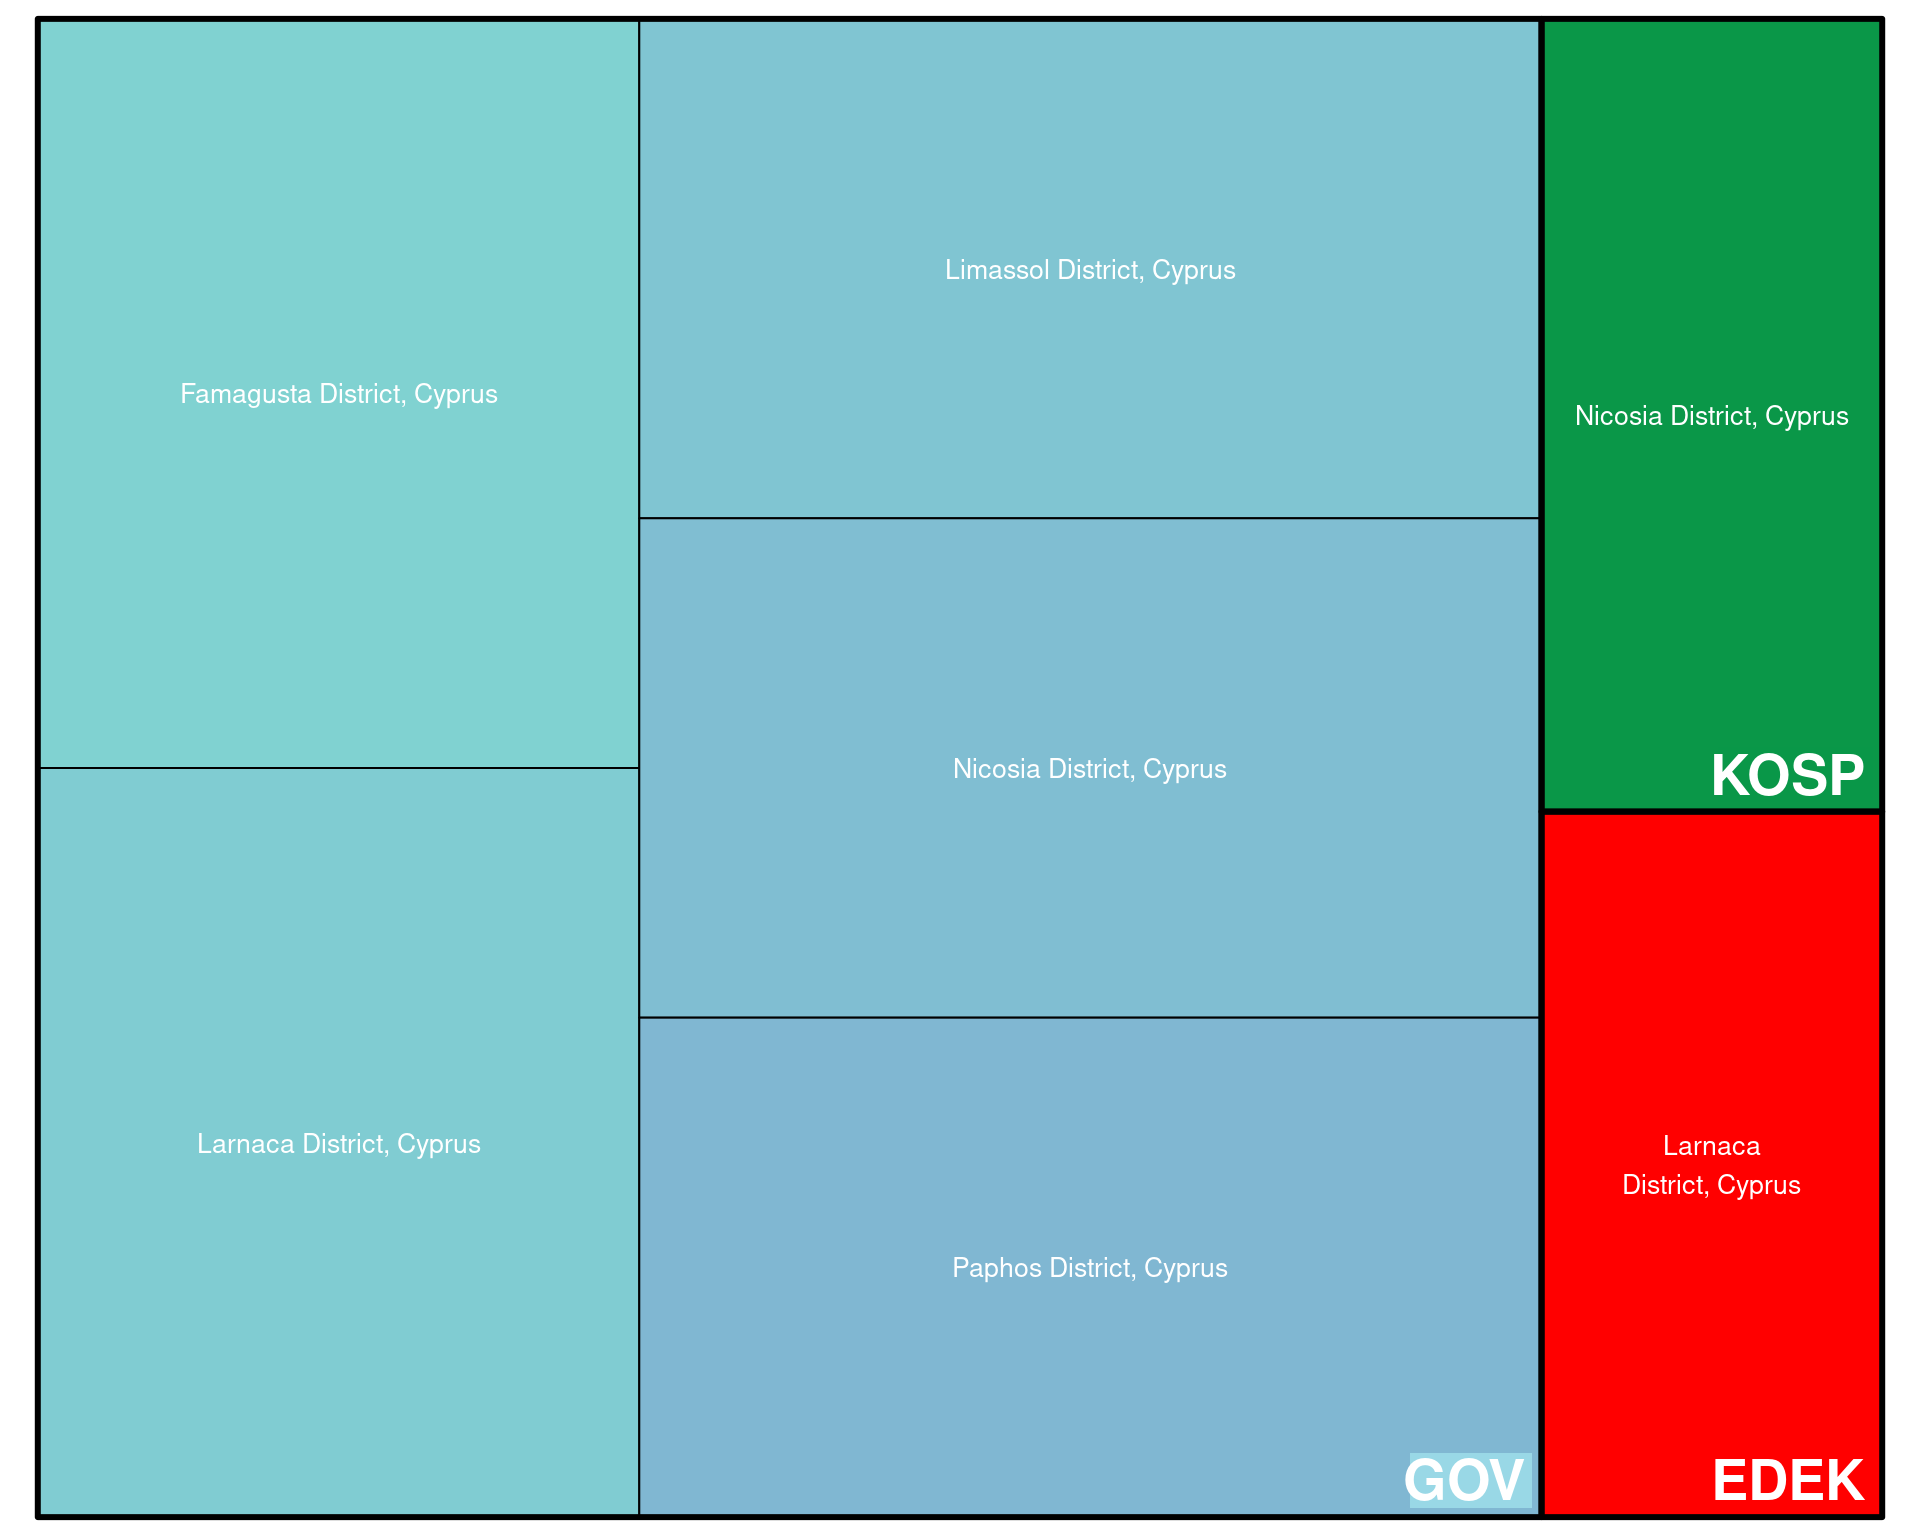 Famagusta District, Cyprus
Larnaca District, Cyprus
Limassol District, Cyprus
Nicosia District, Cyprus
Paphos District, Cyprus
GOV
Nicosia District, Cyprus
KOSP
Larnaca
District, Cyprus
EDEK